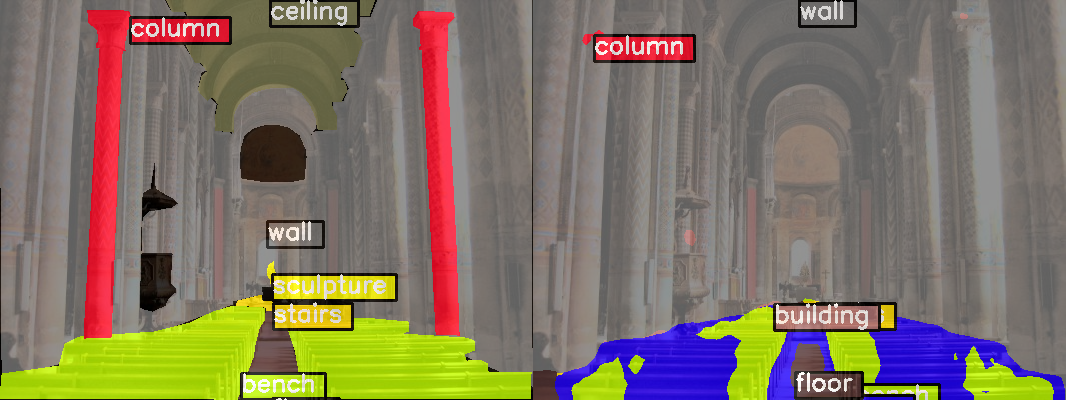 ceiling
column
wall
sculpture
stairs
bench
wall
column
building
floor